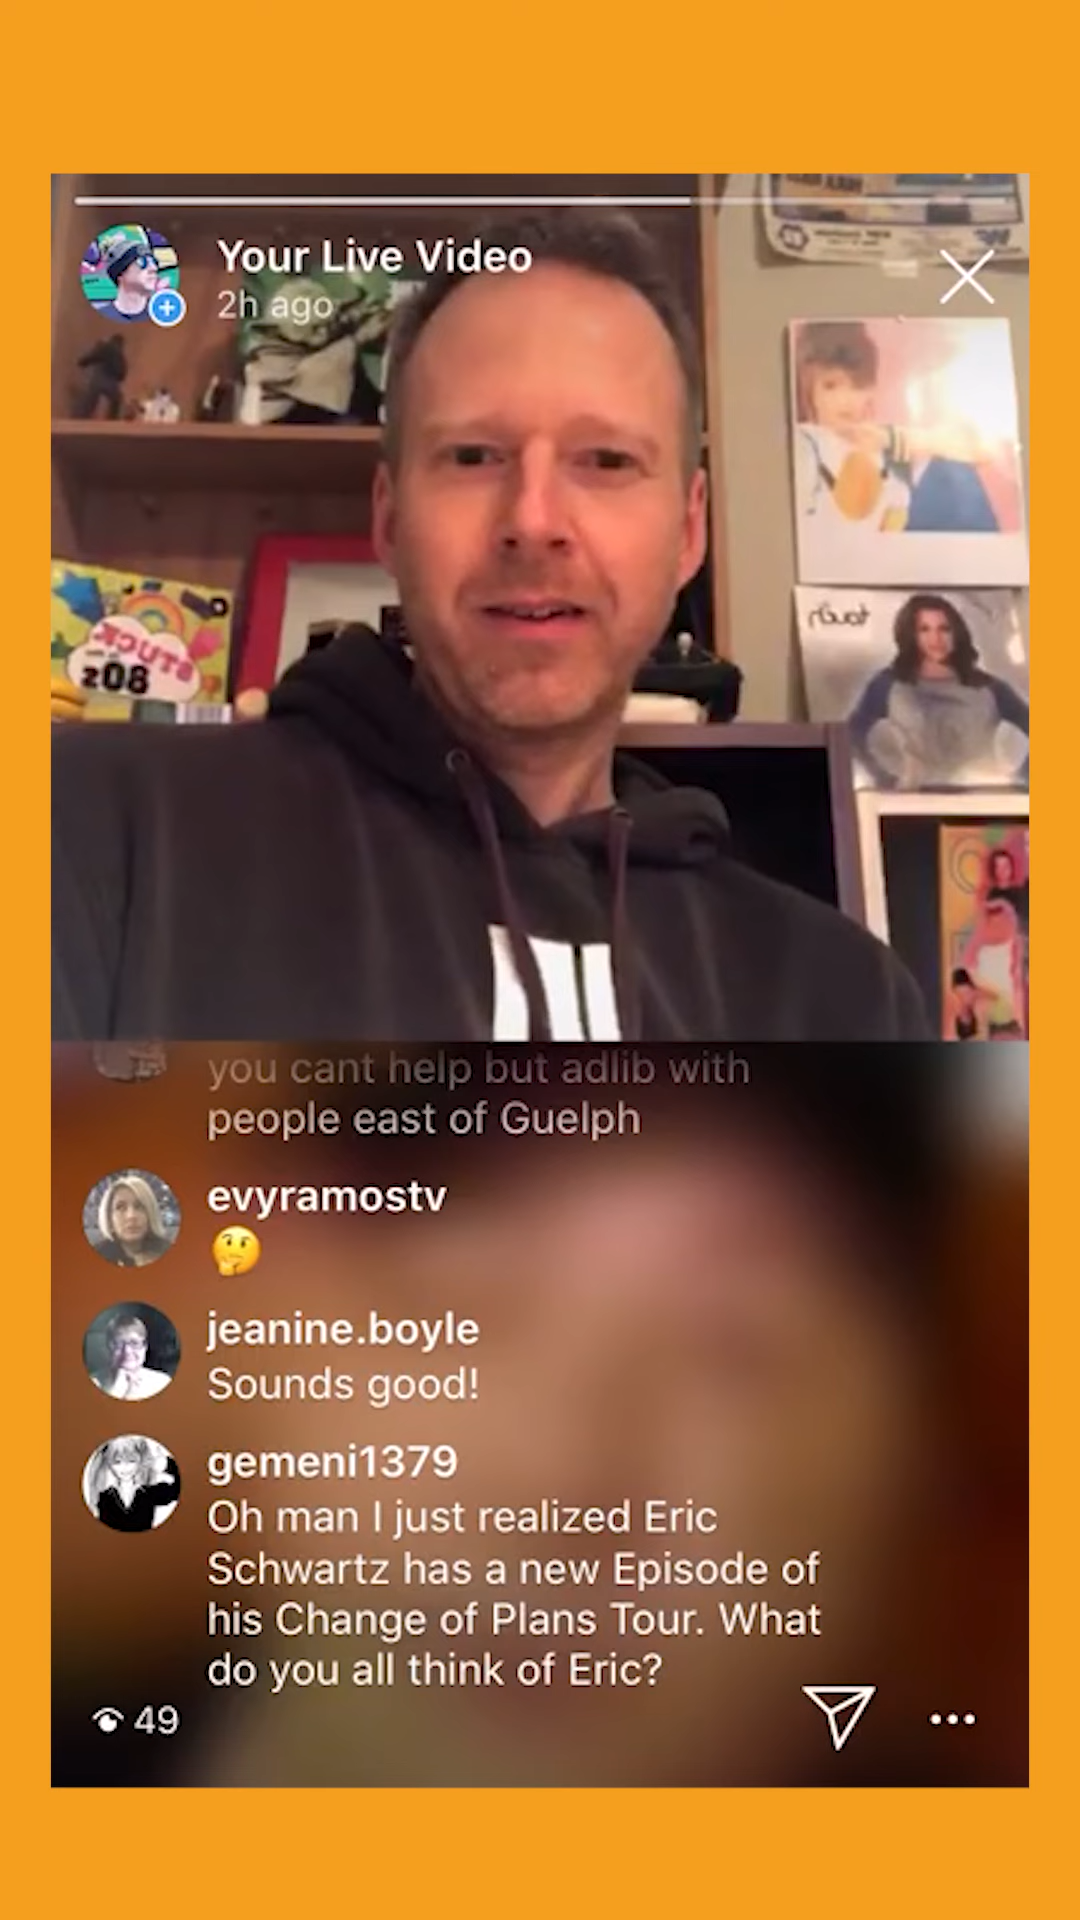 Your Live Video
2h ago
208
you cant help but adlib with
people east of Guelph
evyramostv
jeanine.boyle
Sounds good!
gemeni1379
Oh man I just realized Eric
Schwartz has a new Episode of
his Change of Plans Tour. What
do you all think of Eric?
49